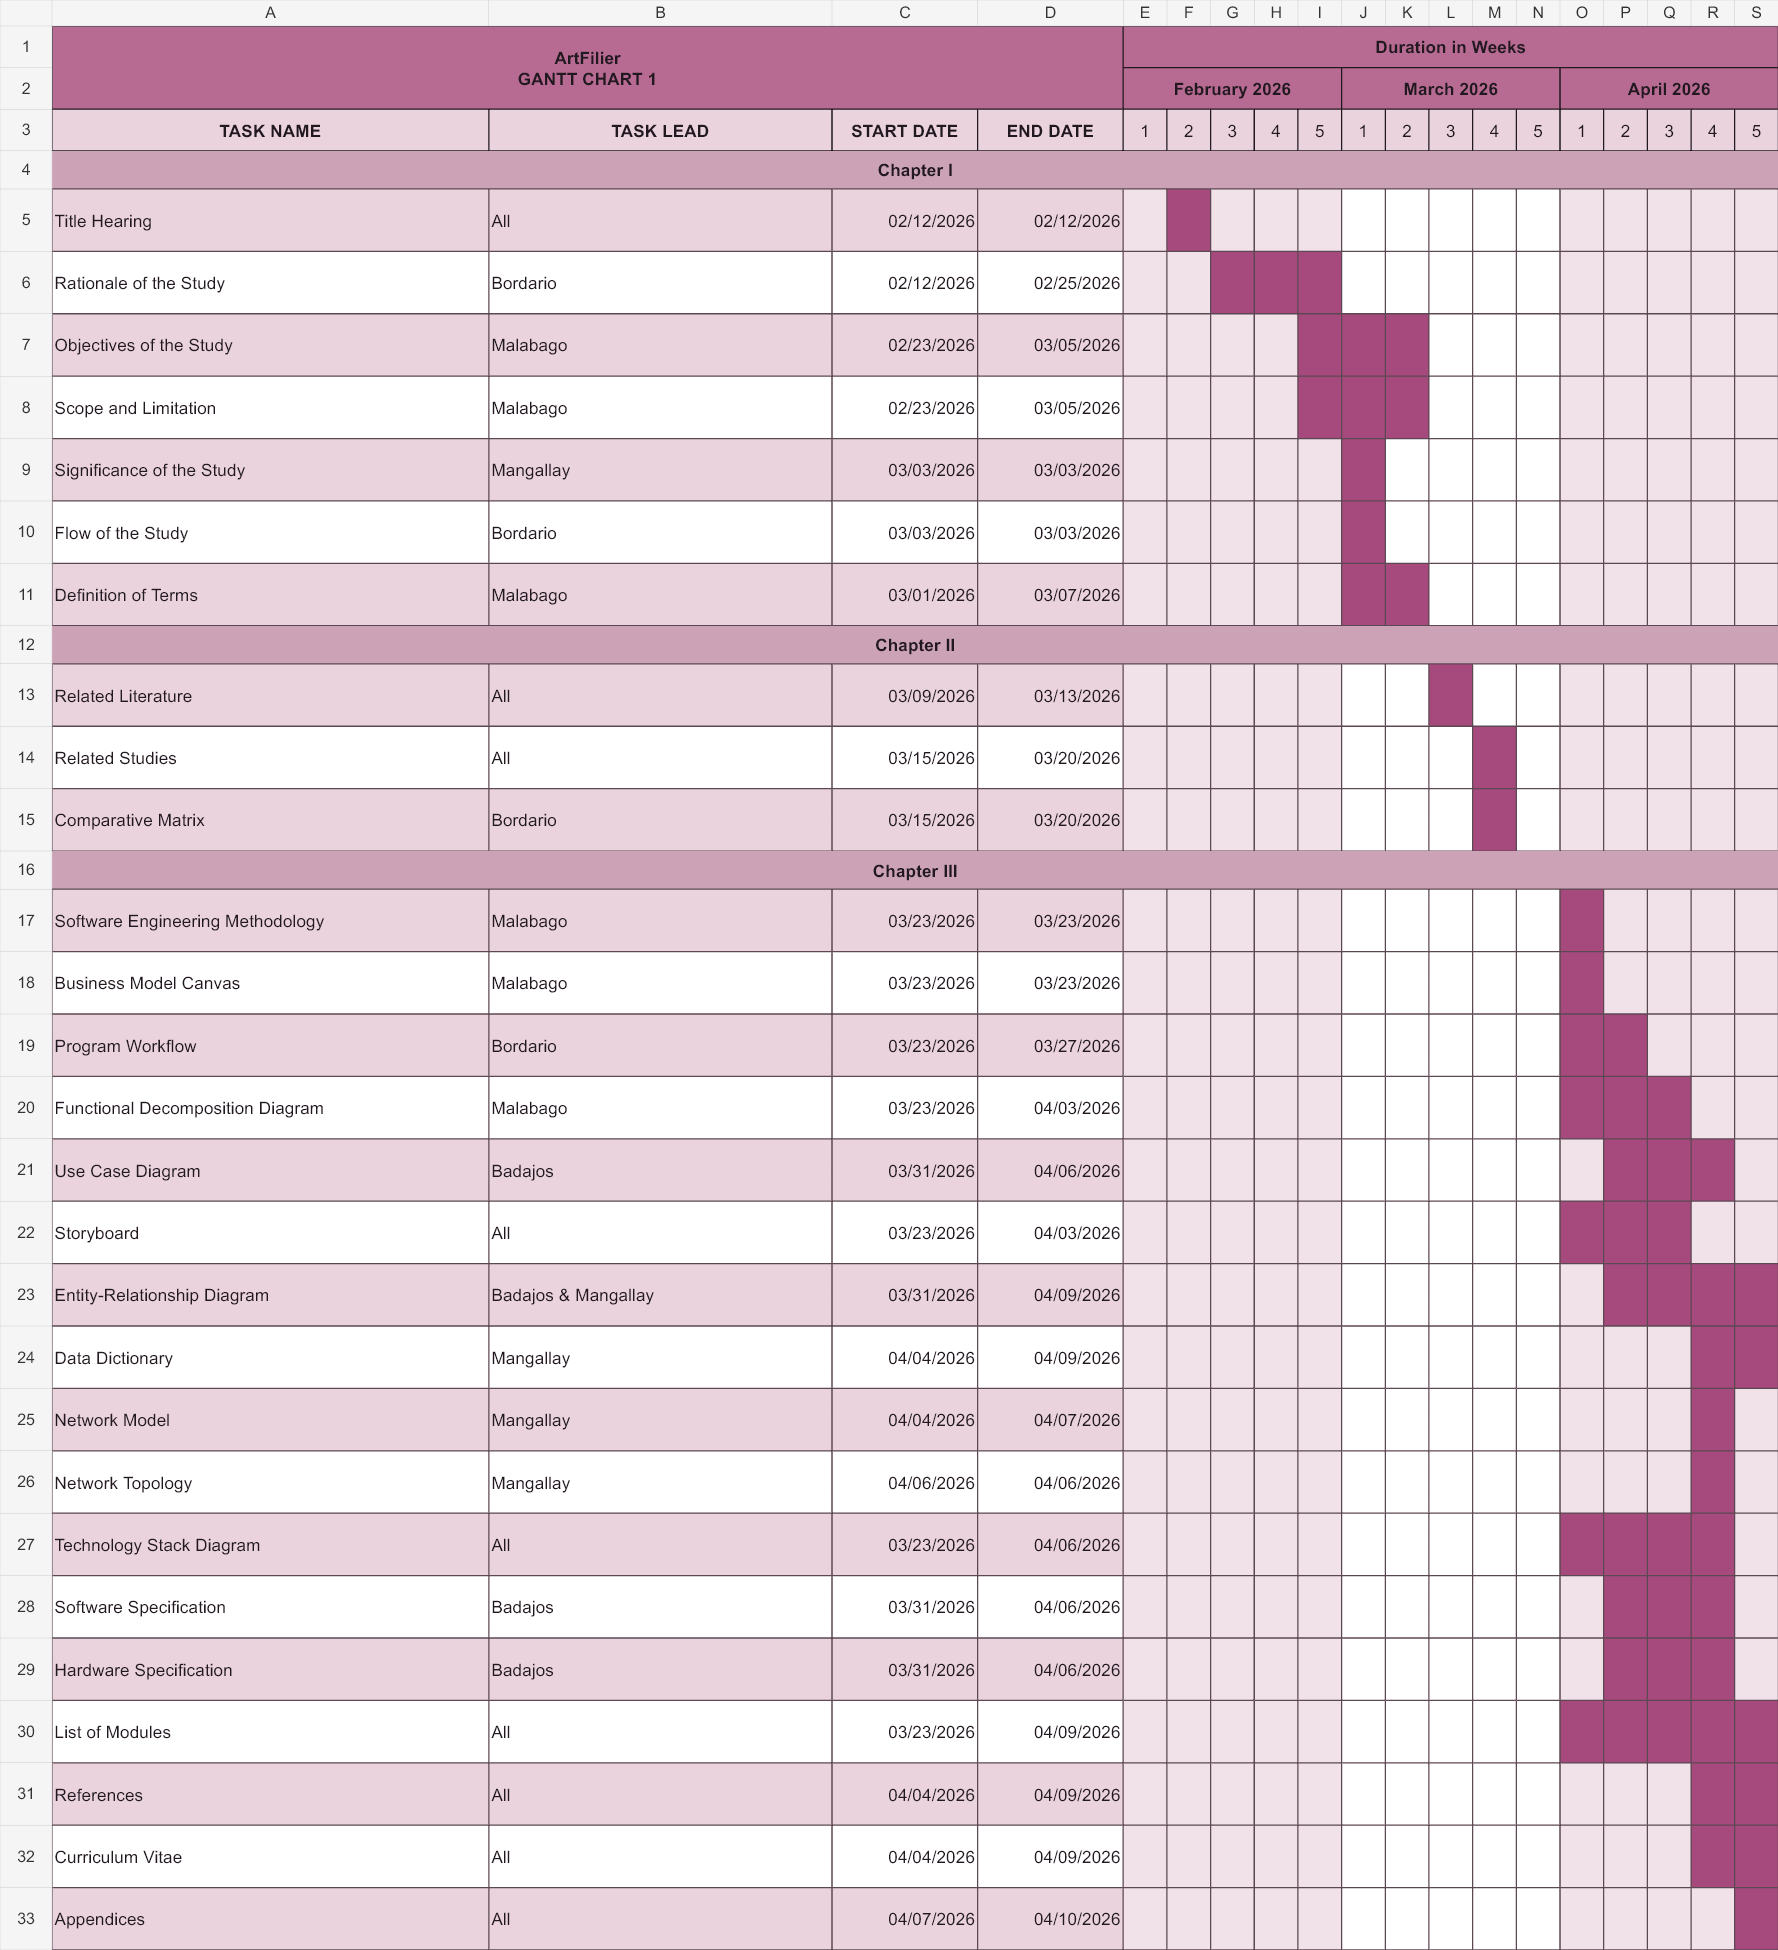 A B C D E F G H I J K L M N O P Q R S
1 ArtFilier Duration in Weeks
2 GANTT CHART 1 February 2026 March 2026 April 2026
3 TASK NAME TASK LEAD START DATE END DATE 1 2 3 4 5 1 2 3 4 5 1 2 3 4 5
4 Chapter I
5 Title Hearing All 02/12/2026 02/12/2026
6 Rationale of the Study Bordario 02/12/2026 02/25/2026
7 Objectives of the Study Malabago 02/23/2026 03/05/2026
8 Scope and Limitation Malabago 02/23/2026 03/05/2026
9 Significance of the Study Mangallay 03/03/2026 03/03/2026
10 Flow of the Study Bordario 03/03/2026 03/03/2026
11 Definition of Terms Malabago 03/01/2026 03/07/2026
12 Chapter II
13 Related Literature All 03/09/2026 03/13/2026
14 Related Studies All 03/15/2026 03/20/2026
15 Comparative Matrix Bordario 03/15/2026 03/20/2026
16 Chapter III
17 Software Engineering Methodology Malabago 03/23/2026 03/23/2026
18 Business Model Canvas Malabago 03/23/2026 03/23/2026
19 Program Workflow Bordario 03/23/2026 03/27/2026
20 Functional Decomposition Diagram Malabago 03/23/2026 04/03/2026
21 Use Case Diagram Badajos 03/31/2026 04/06/2026
22 Storyboard All 03/23/2026 04/03/2026
23 Entity-Relationship Diagram Badajos & Mangallay 03/31/2026 04/09/2026
24 Data Dictionary Mangallay 04/04/2026 04/09/2026
25 Network Model Mangallay 04/04/2026 04/07/2026
26 Network Topology Mangallay 04/06/2026 04/06/2026
27 Technology Stack Diagram All 03/23/2026 04/06/2026
28 Software Specification Badajos 03/31/2026 04/06/2026
29 Hardware Specification Badajos 03/31/2026 04/06/2026
30 List of Modules All 03/23/2026 04/09/2026
31 References All 04/04/2026 04/09/2026
32 Curriculum Vitae All 04/04/2026 04/09/2026
33 Appendices All 04/07/2026 04/10/2026